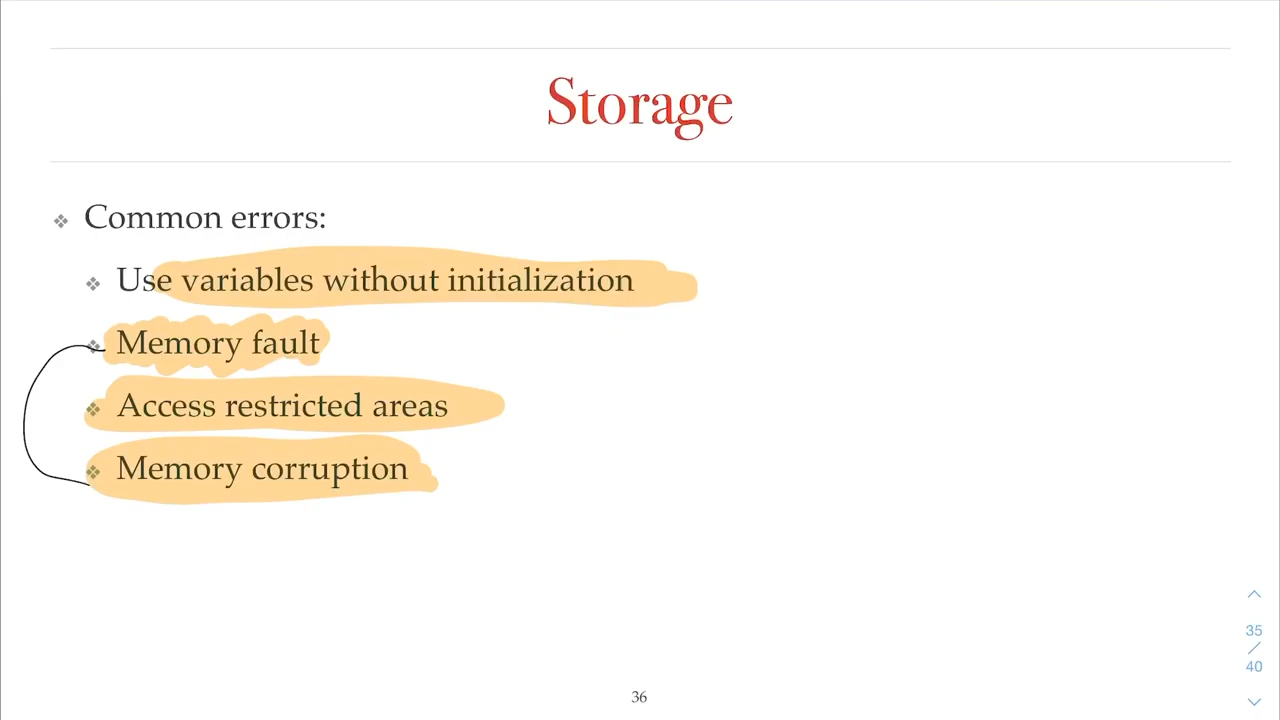 Storage
Common errors:
Use variables without initialization
Memory fault
Access restricted areas
Memory corruption
35
/
40
36